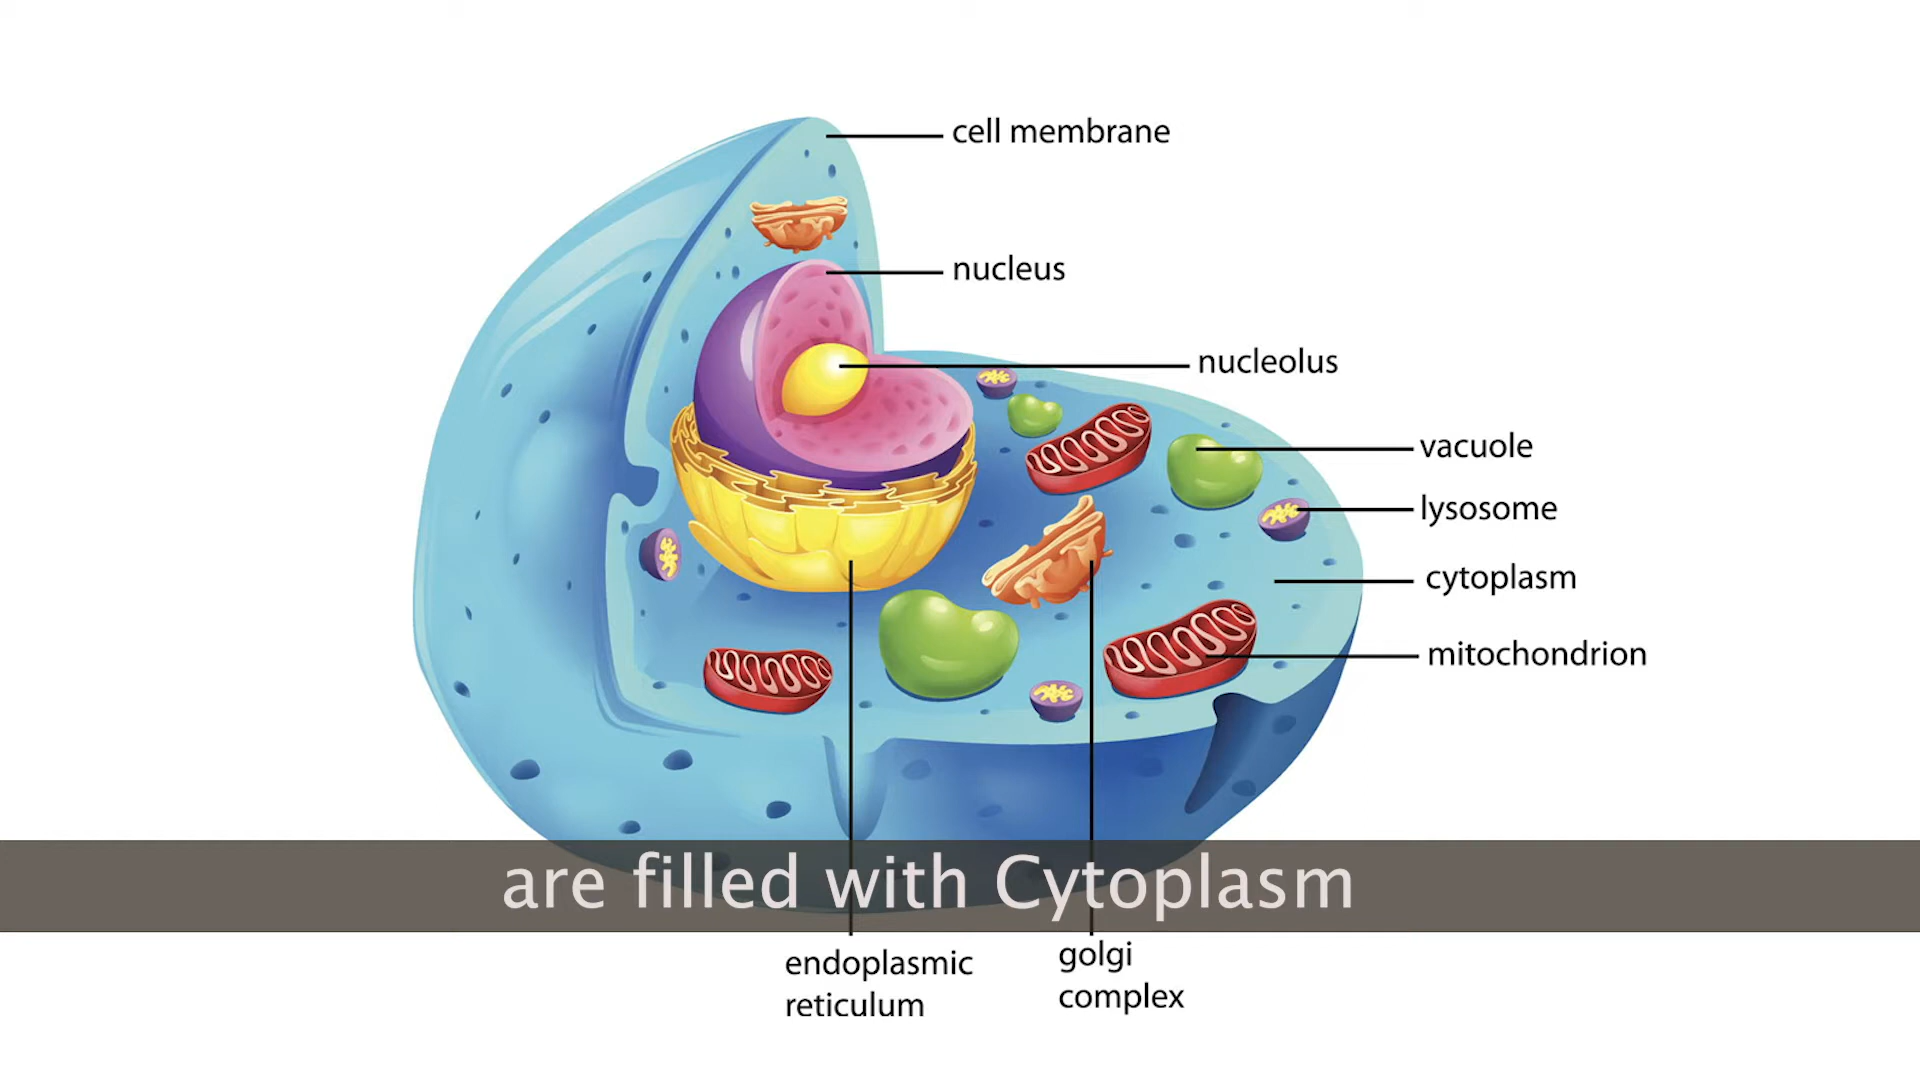 cell membrane
nucleus
nucleolus
vacuole
lysosome
cytoplasm
mitochondrion
are filled with Cytoplasm
endoplasmic
reticulum
golgi
complex